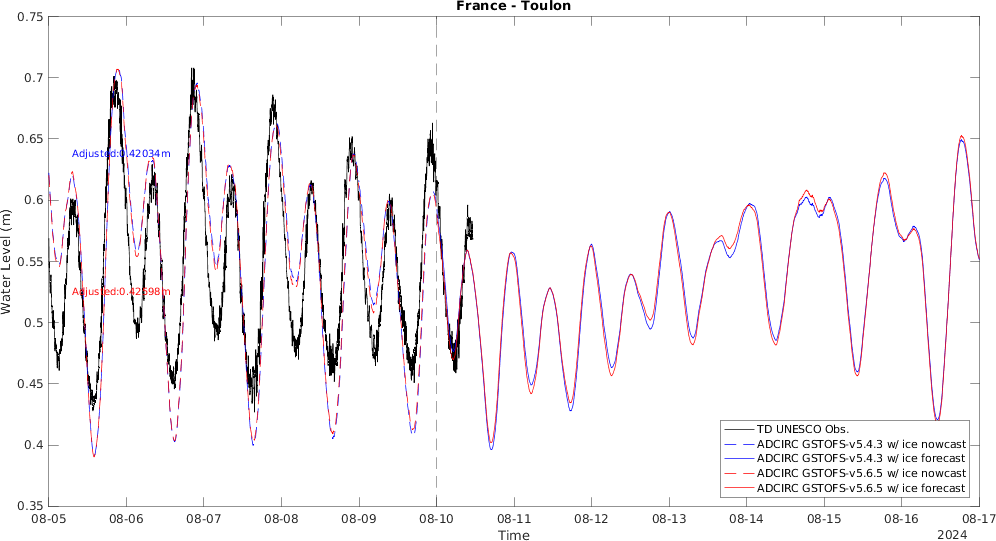 France - Toulon
0.75
0.7
0.65
0.6
0.55
0.5
0.45
0.4
0.35
Water Level (m)
Adjusted:0.42034m
Adjusted:0.42698m
TD UNESCO Obs.
ADCIRC GSTOFS-v5.4.3 w/ ice nowcast
ADCIRC GSTOFS-v5.4.3 w/ ice forecast
ADCIRC GSTOFS-v5.6.5 w/ ice nowcast
ADCIRC GSTOFS-v5.6.5 w/ ice forecast
08-05 08-06 08-07 08-08 08-09 08-10 08-11 08-12 08-13 08-14 08-15 08-16 08-17
Time
2024